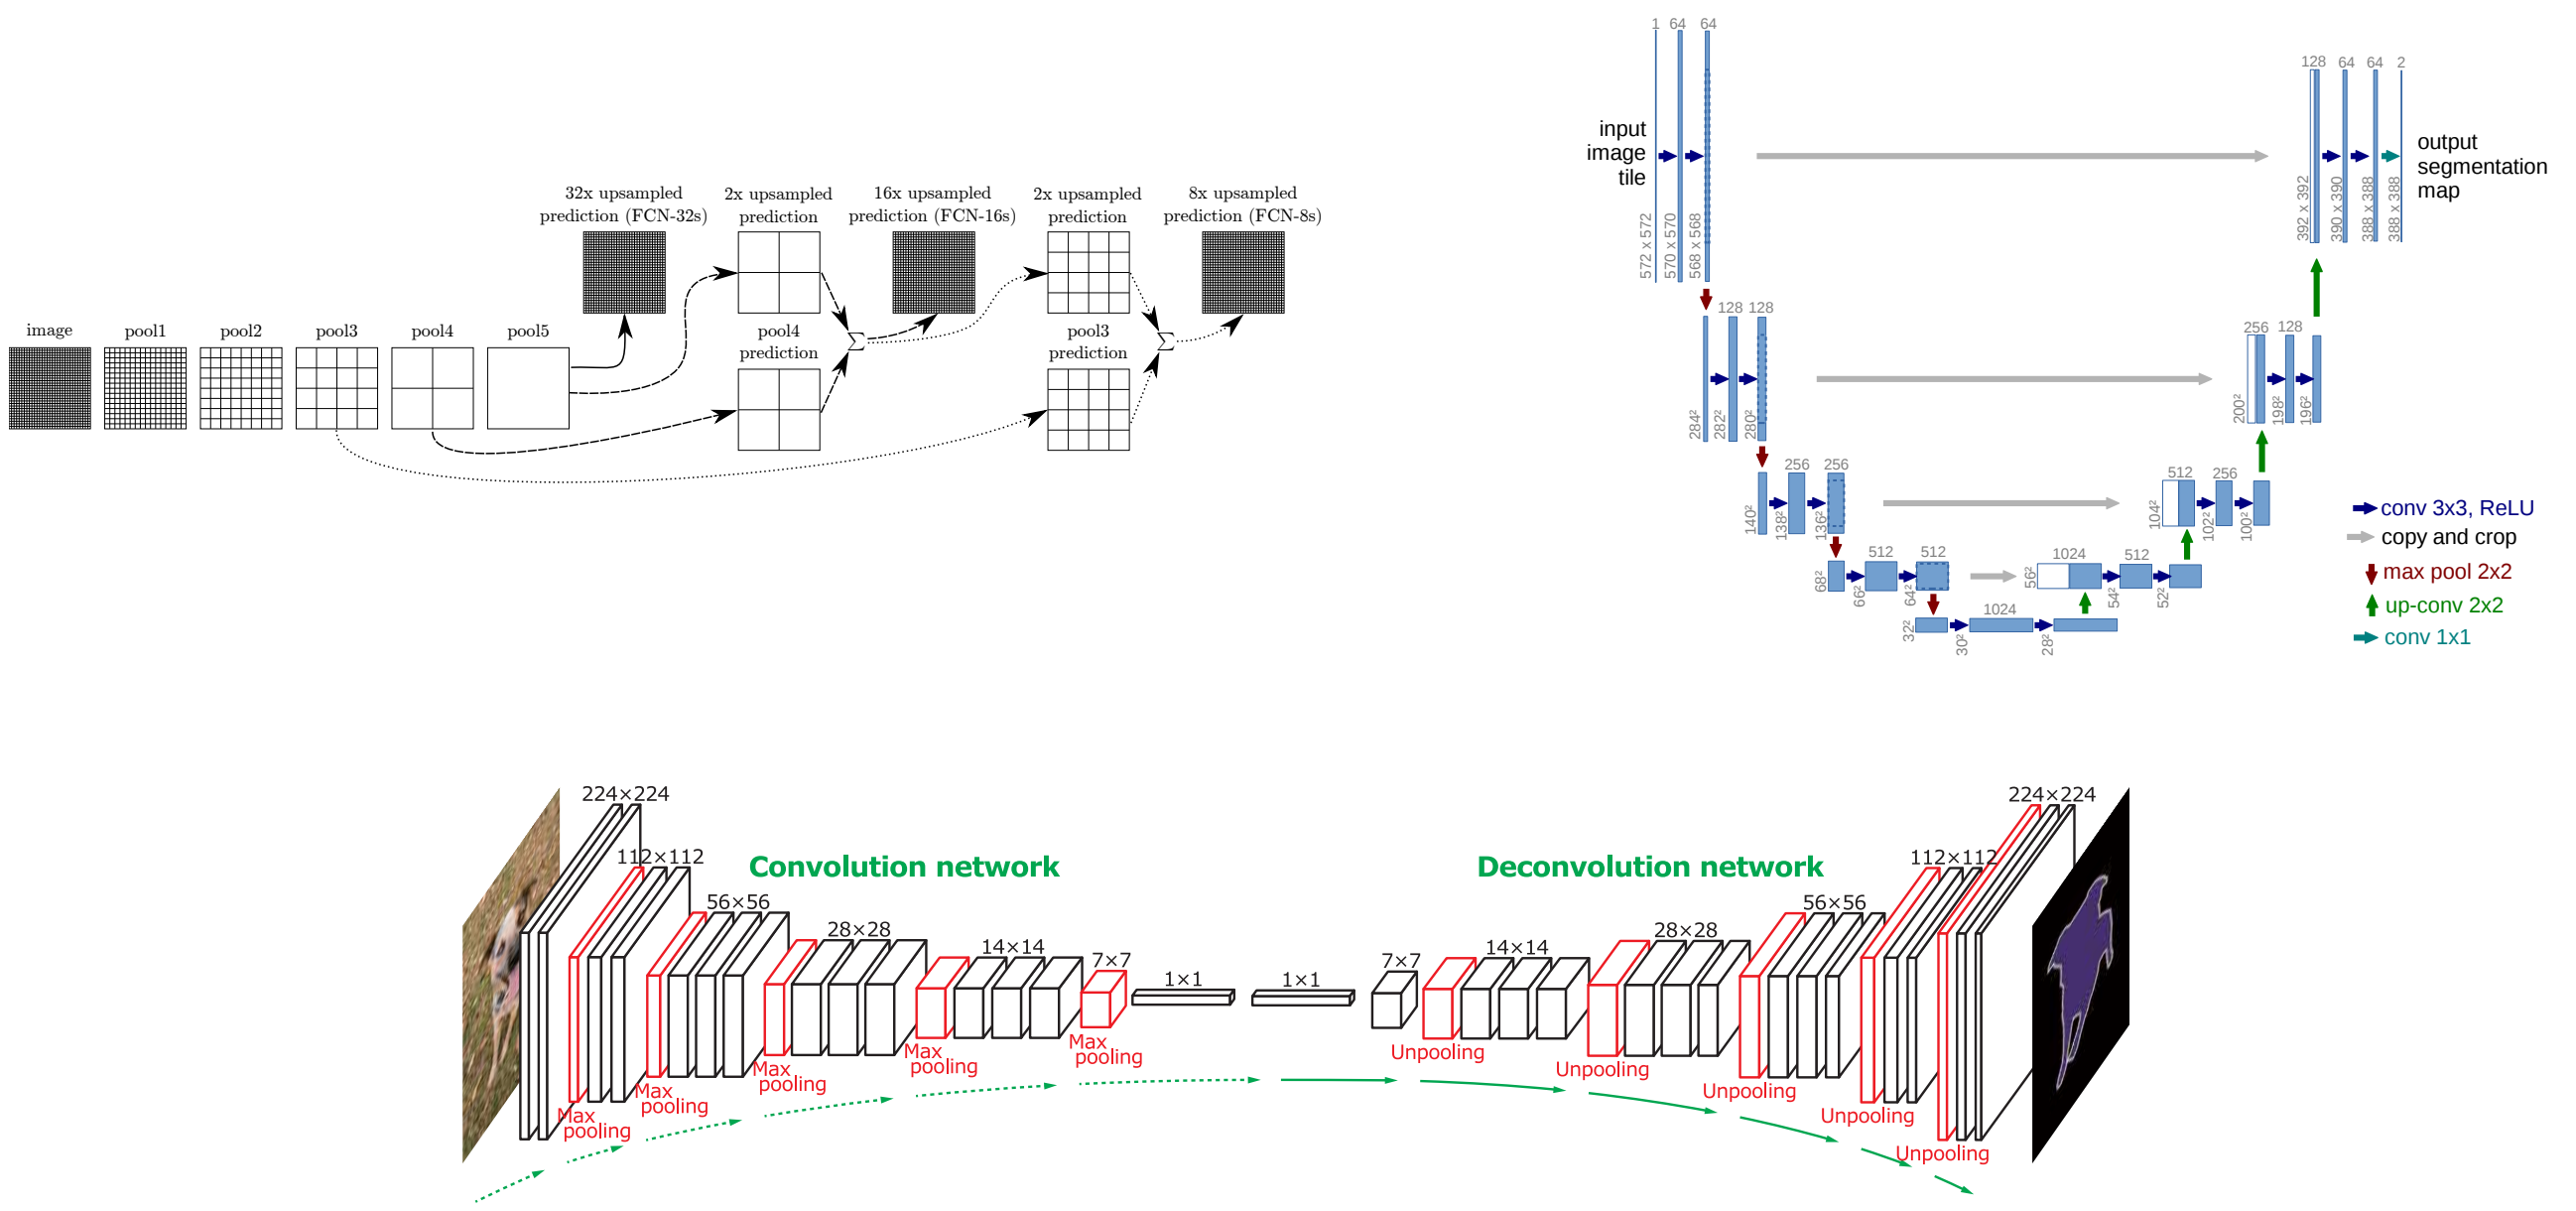 32x upsampled
prediction (FCN-32s)
2x upsampled
prediction
16x upsampled
prediction (FCN-16s)
2x upsampled
prediction
8x upsampled
prediction (FCN-8s)
image
pool1
pool2
pool3
pool4
pool5
pool4
prediction
∑
pool3
prediction
∑
1 64 64
input
image
tile
572 x 572
570 x 570
568 x 568
128 128
284²
282²
280²
256 256
140²
138²
136²
512 512
68²
66²
64²
1024
32²
30²
28²
1024 512
56²
54²
52²
512 256
104²
102²
100²
256 128
200²
198²
196²
128 64 64 2
392 x 392
390 x 390
388 x 388
388 x 388
output
segmentation
map
conv 3x3, ReLU
copy and crop
max pool 2x2
up-conv 2x2
conv 1x1
Convolution network
Deconvolution network
224×224
112×112
56×56
28×28
14×14
7×7
1×1
1×1
7×7
14×14
28×28
56×56
112×112
224×224
Max
pooling
Max
pooling
Max
pooling
Max
pooling
Max
pooling
Unpooling
Unpooling
Unpooling
Unpooling
Unpooling